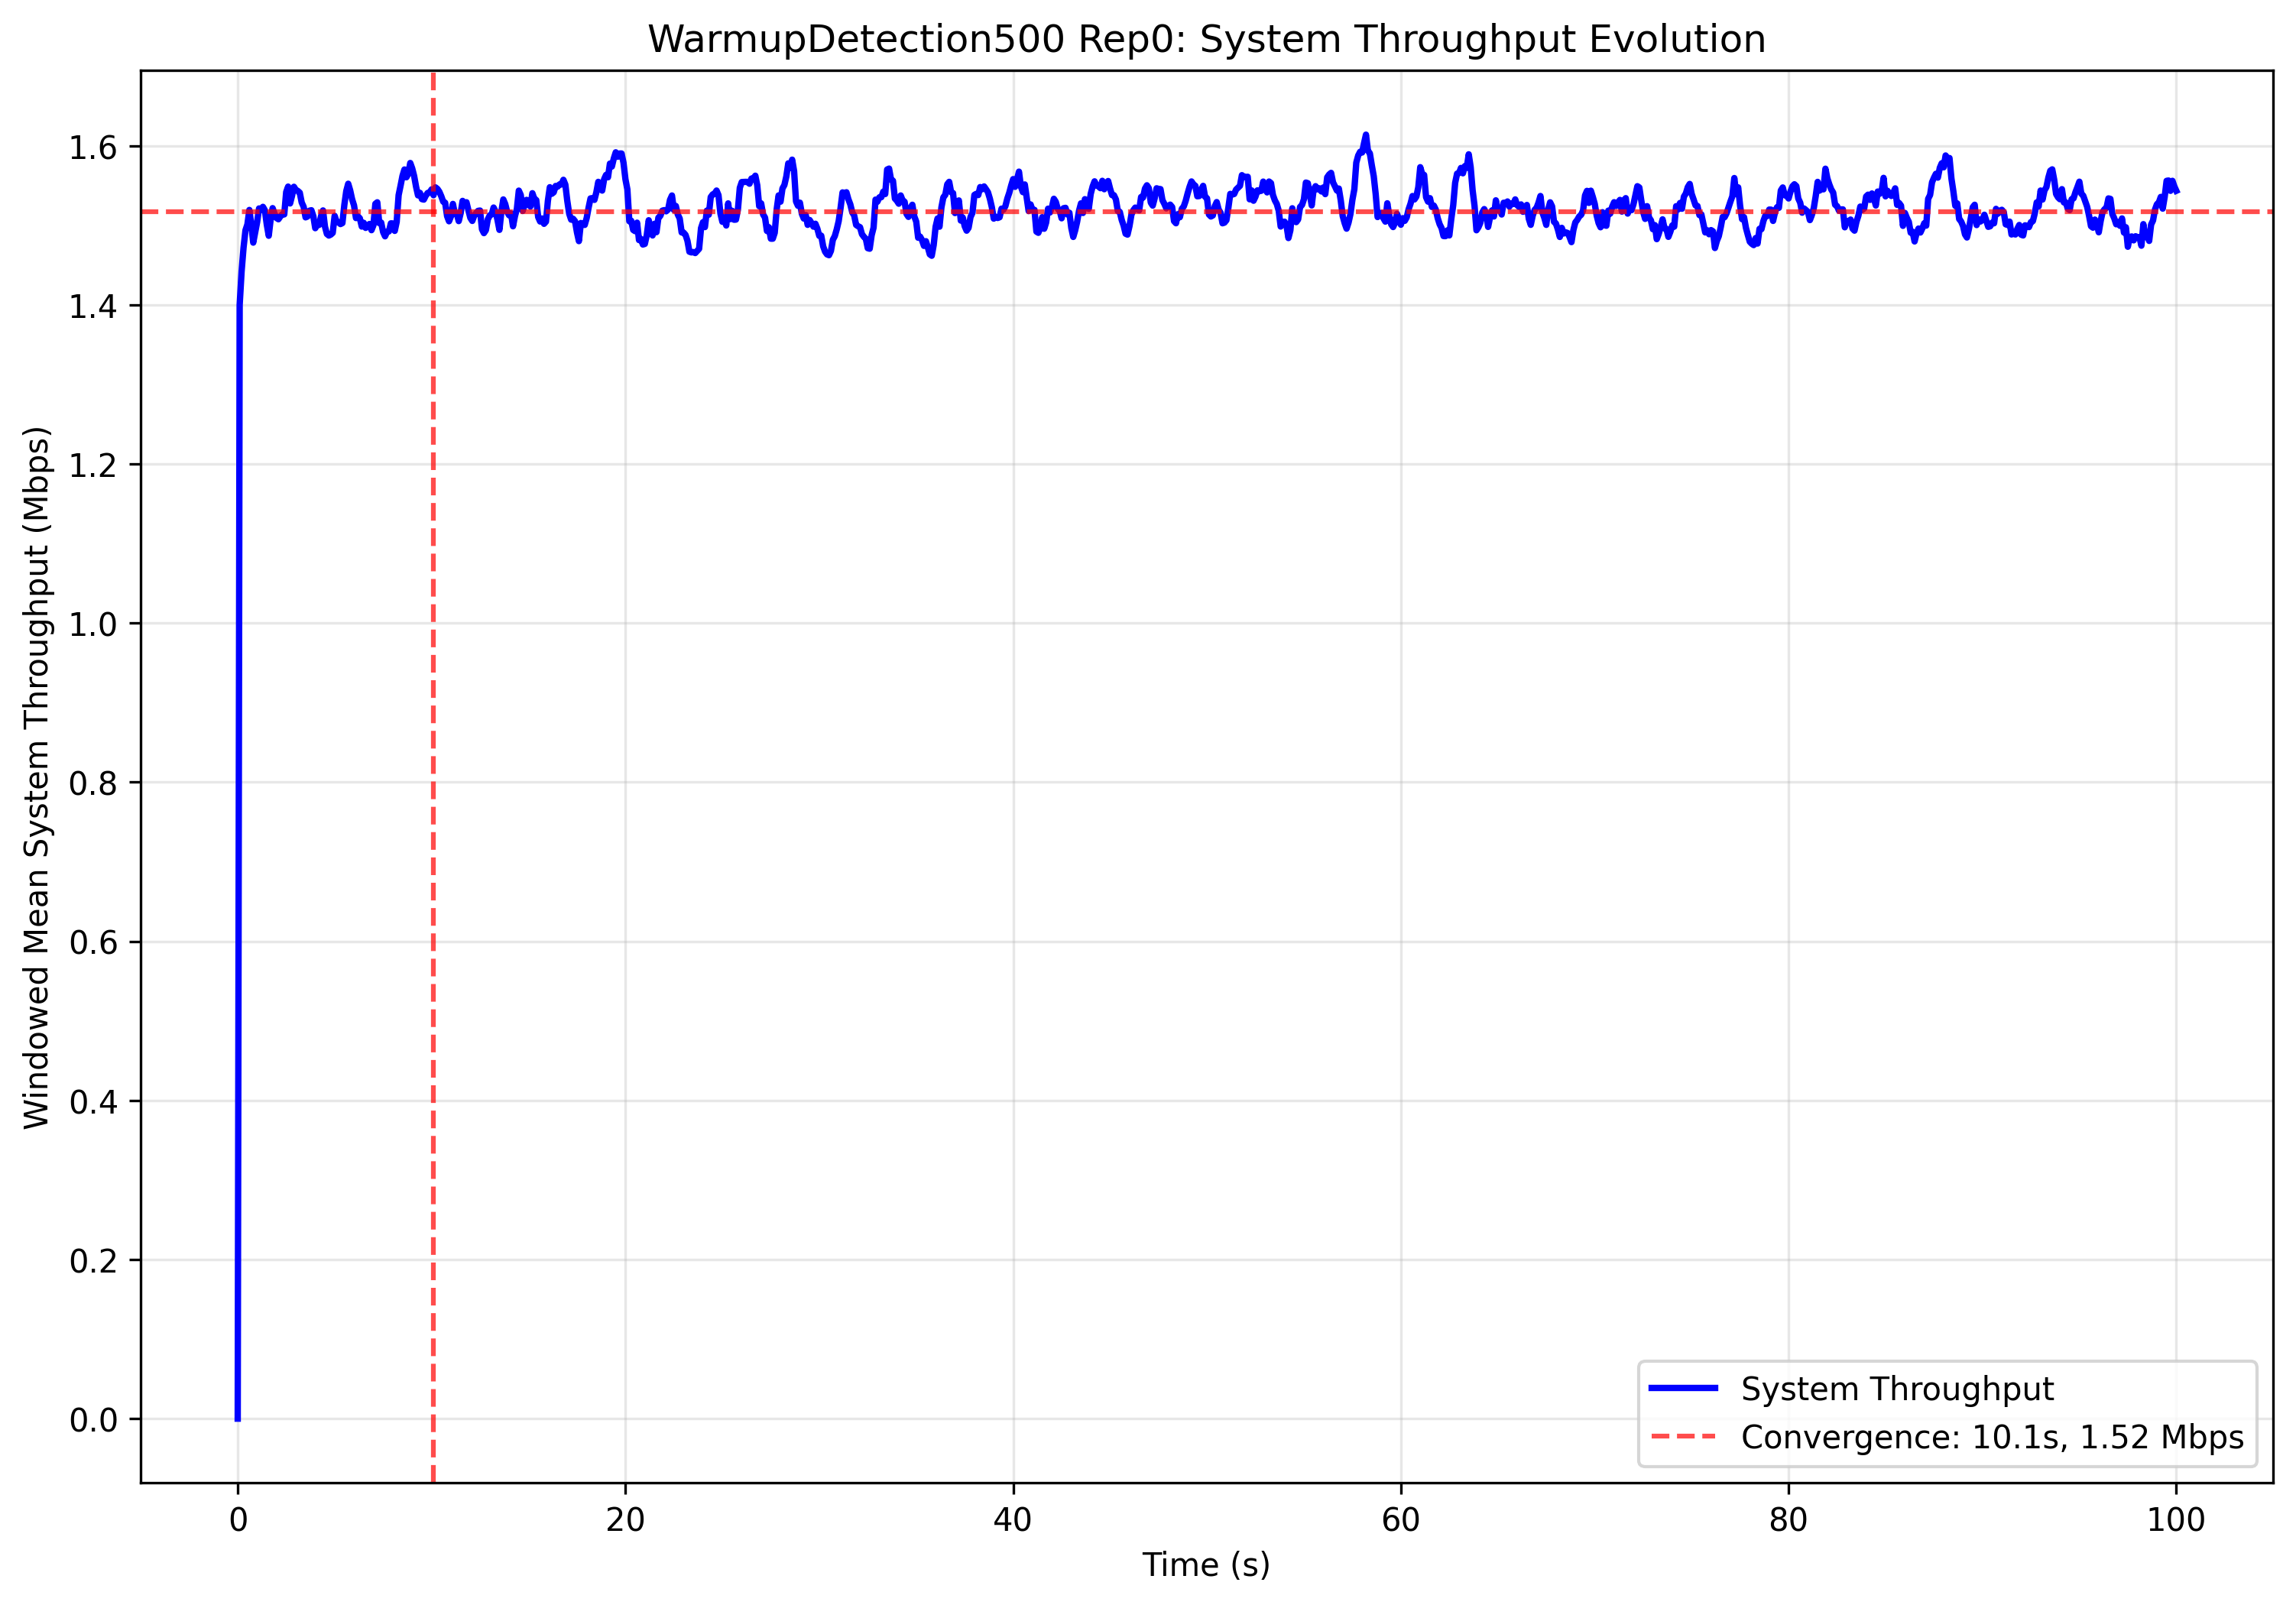 WarmupDetection500 Rep0: System Throughput Evolution
Windowed Mean System Throughput (Mbps)
1.6
1.4
1.2
1.0
0.8
0.6
0.4
0.2
0.0
System Throughput
Convergence: 10.1s, 1.52 Mbps
0 20 40 60 80 100
Time (s)